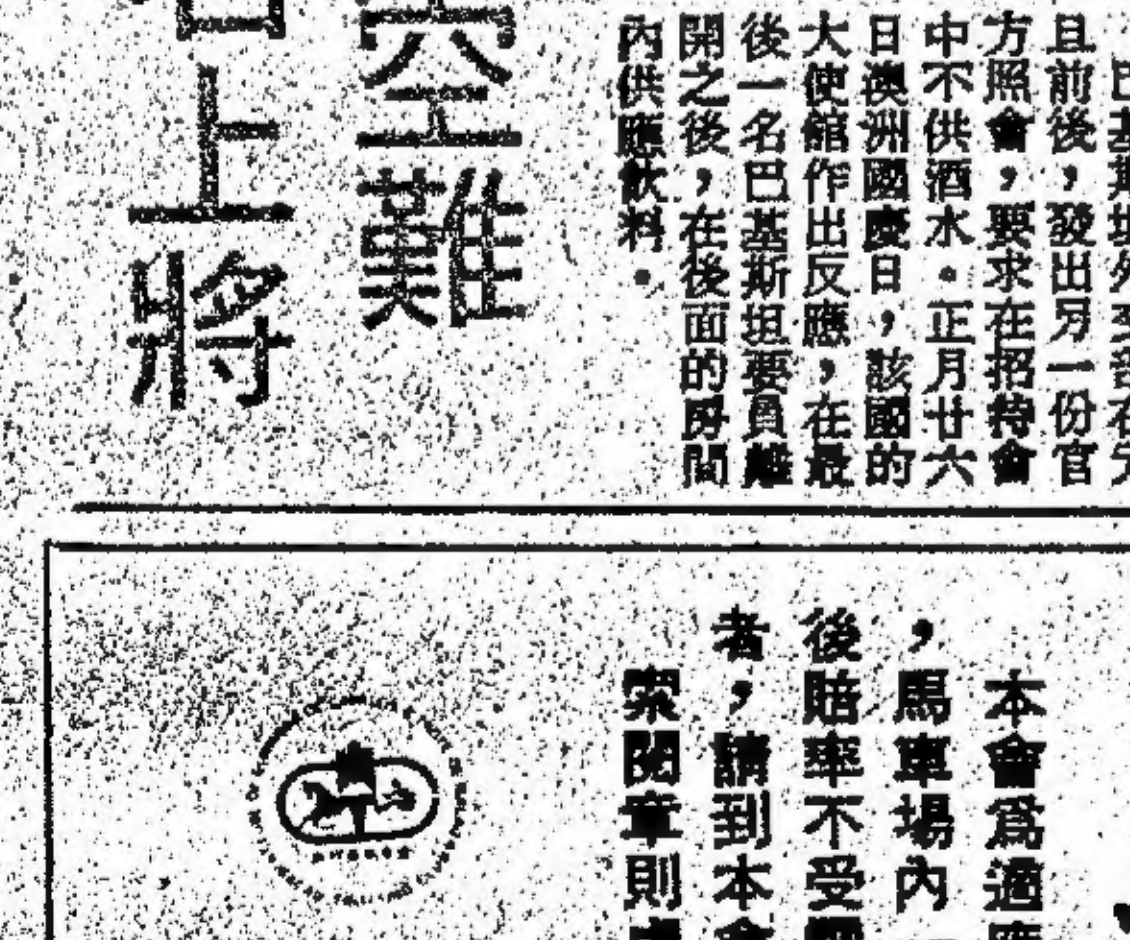 且前後，發出另一份官
方照會，要求在招待會
中不供酒水。正月廿六
日澳洲國慶日，該國的
大使館作出反應，在最
後一名巴基斯坦要員離
開之後，在後面的房間
內供應飲料。
空難
上將
本會爲適
，馬車場內
後賠率不受
者，請到本會
索閱章則